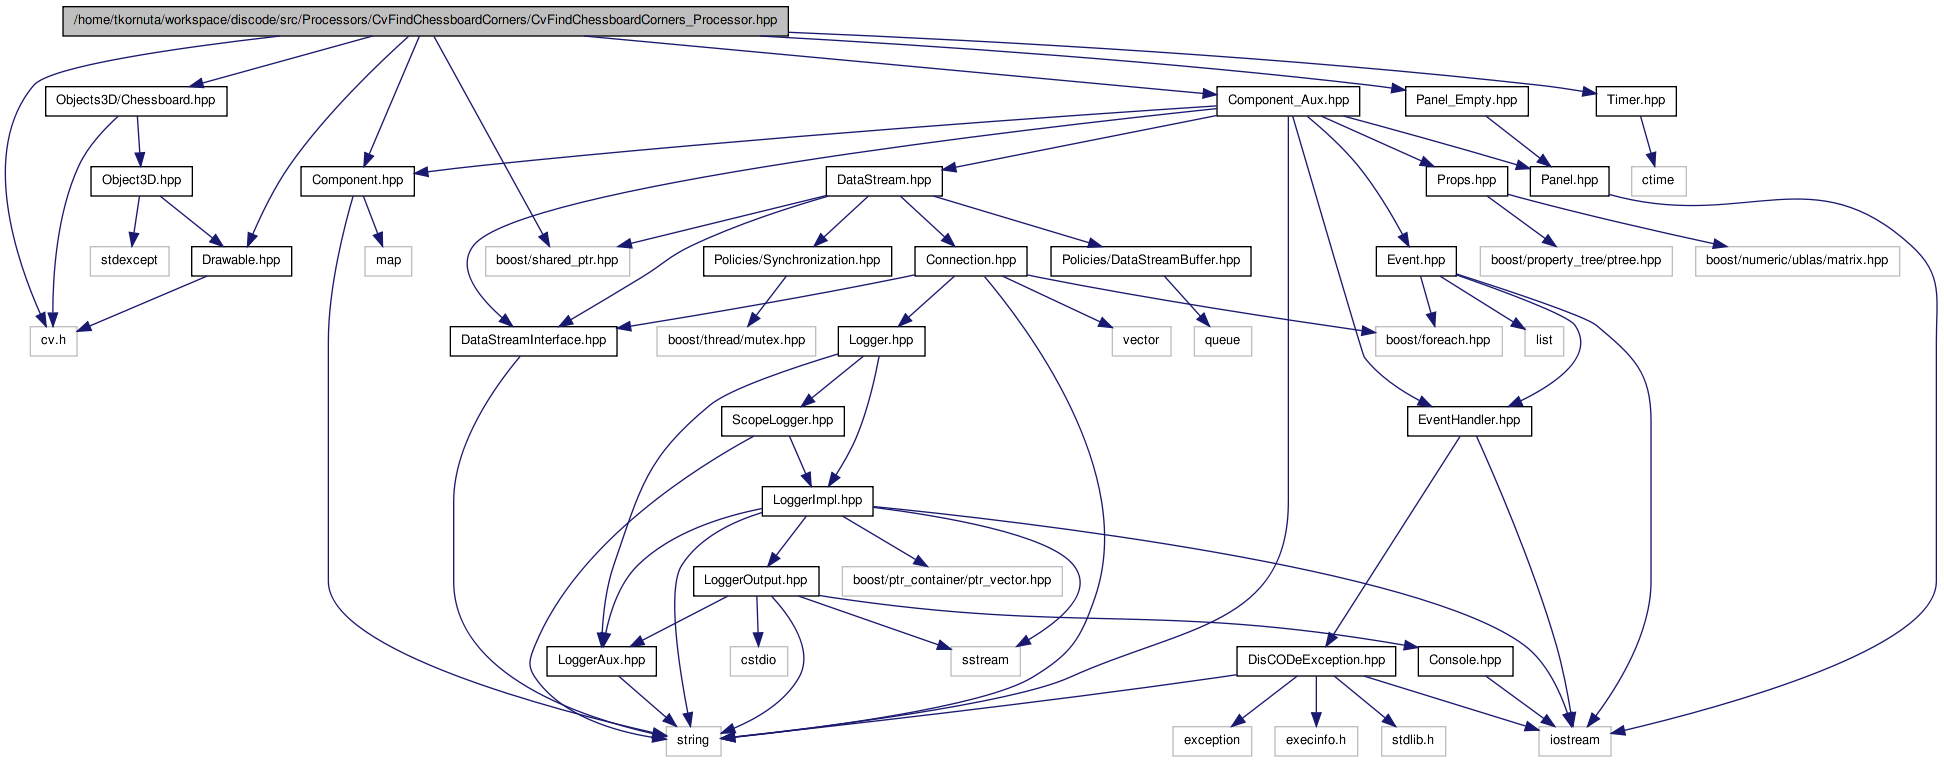 /home/tkornuta/workspace/discode/src/Processors/CvFindChessboardCorners/CvFindChessboardCorners_Processor.hpp
Objects3D/Chessboard.hpp
Component_Aux.hpp
Panel_Empty.hpp
Timer.hpp
Object3D.hpp
Component.hpp
DataStream.hpp
Props.hpp
Panel.hpp
ctime
stdexcept
Drawable.hpp
map
boost/shared_ptr.hpp
Policies/Synchronization.hpp
Connection.hpp
Policies/DataStreamBuffer.hpp
Event.hpp
boost/property_tree/ptree.hpp
boost/numeric/ublas/matrix.hpp
cv.h
DataStreamInterface.hpp
boost/thread/mutex.hpp
Logger.hpp
vector
queue
boost/foreach.hpp
list
ScopeLogger.hpp
EventHandler.hpp
LoggerImpl.hpp
LoggerOutput.hpp
boost/ptr_container/ptr_vector.hpp
LoggerAux.hpp
cstdio
sstream
DisCODeException.hpp
Console.hpp
string
exception
execinfo.h
stdlib.h
iostream